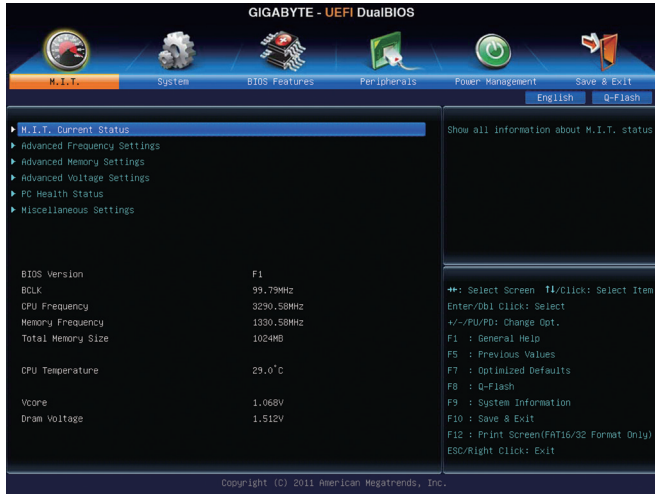 GIGABYTE - UEFI DualBIOS
M.I.T. System BIOS Features Peripherals Power Management Save & Exit
English Q-Flash
M.I.T. Current Status
Advanced Frequency Settings
Advanced Memory Settings
Advanced Voltage Settings
PC Health Status
Miscellaneous Settings
BIOS Version F1
BCLK 99.79MHz
CPU Frequency 3290.58MHz
Memory Frequency 1330.58MHz
Total Memory Size 1024MB
CPU Temperature 29.0°C
Vcore 1.068V
Dram Voltage 1.512V
Show all information about M.I.T. status
→←: Select Screen ↑↓/Click: Select Item
Enter/Dbl Click: Select
+/-/PU/PD: Change Opt.
F1 : General Help
F5 : Previous Values
F7 : Optimized Defaults
F8 : Q-Flash
F9 : System Information
F10 : Save & Exit
F12 : Print Screen(FAT16/32 Format Only)
ESC/Right Click: Exit
Copyright (C) 2011 American Megatrends, Inc.